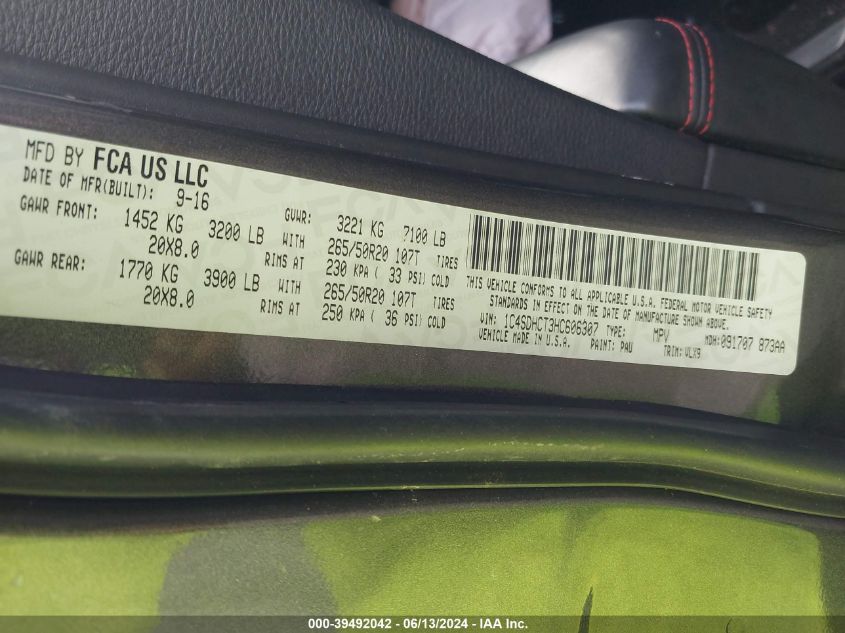 MFD BY FCA US LLC
DATE OF MFR(BUILT): 9-16
GAWR FRONT: 1452 KG 3200 LB
20X8.0 WITH RIMS AT
GAWR REAR: 1770 KG 3900 LB
20X8.0 WITH RIMS AT
GVWR: 3221 KG 7100 LB
265/50R20 107T TIRES
230 KPA ( 33 PSI) COLD
265/50R20 107T TIRES
250 KPA ( 36 PSI) COLD
THIS VEHICLE CONFORMS TO ALL APPLICABLE U.S.A. FEDERAL MOTOR VEHICLE SAFETY
STANDARDS IN EFFECT ON THE DATE OF MANUFACTURE SHOWN ABOVE.
VIN: 1C4SDHCT3HC606307 TYPE: MPV MDH: 091707 873AA
VEHICLE MADE IN U.S.A. PAINT: PAU TRIM: VLX9
000-39492042 - 06/13/2024 - IAA Inc.